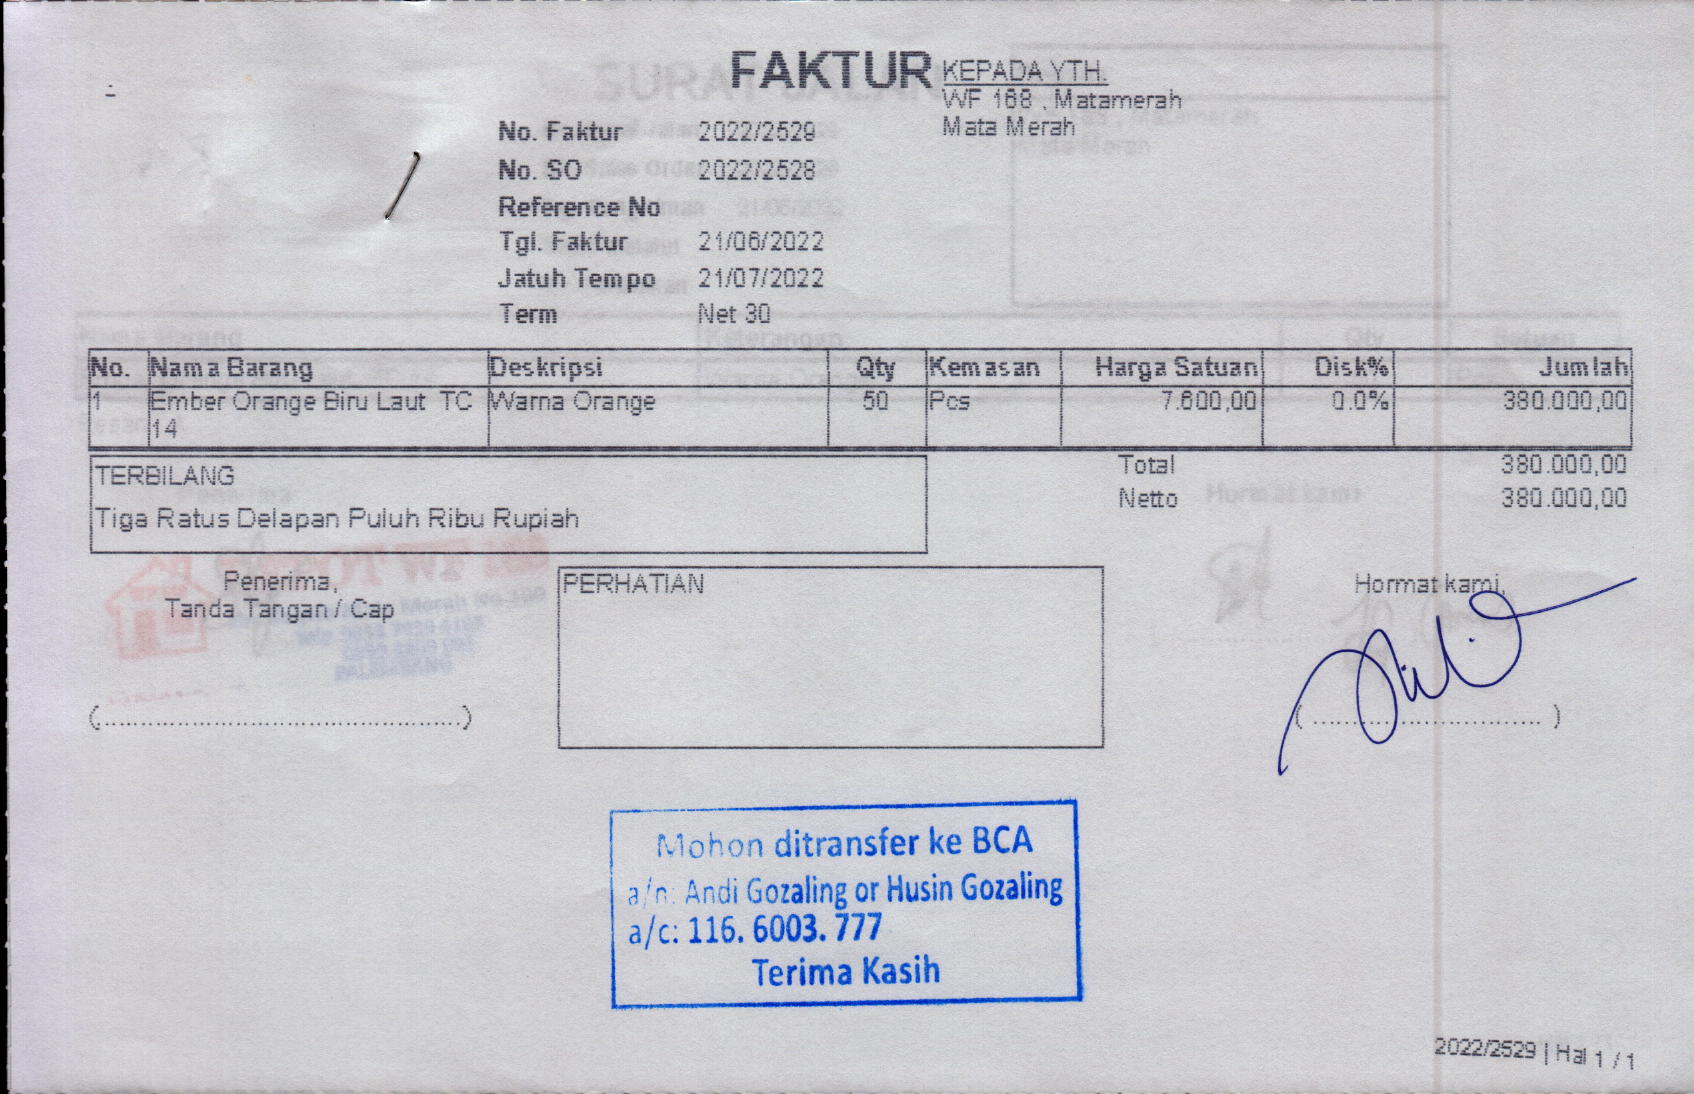 FAKTUR
KEPADA YTH.
WF 168 , Matamerah
Mata Merah
No. Faktur 2022/2529
No. SO 2022/2528
Reference No
Tgl. Faktur 21/06/2022
Jatuh Tempo 21/07/2022
Term Net 30
No. Nama Barang Deskripsi Qty Kemasan Harga Satuan Disk% Jumlah
1 Ember Orange Biru Laut TC Warna Orange 50 Pcs 7.600,00 0.0% 380.000,00
14
Total 380.000,00
Netto 380.000,00
TERBILANG
Tiga Ratus Delapan Puluh Ribu Rupiah
Penerima,
Tanda Tangan / Cap
PERHATIAN
Hormat kami,
(............................................)
( .............................. )
Mohon ditransfer ke BCA
a/n: Andi Gozaling or Husin Gozaling
a/c: 116. 6003. 777
Terima Kasih
2022/2529 | Hal 1 / 1